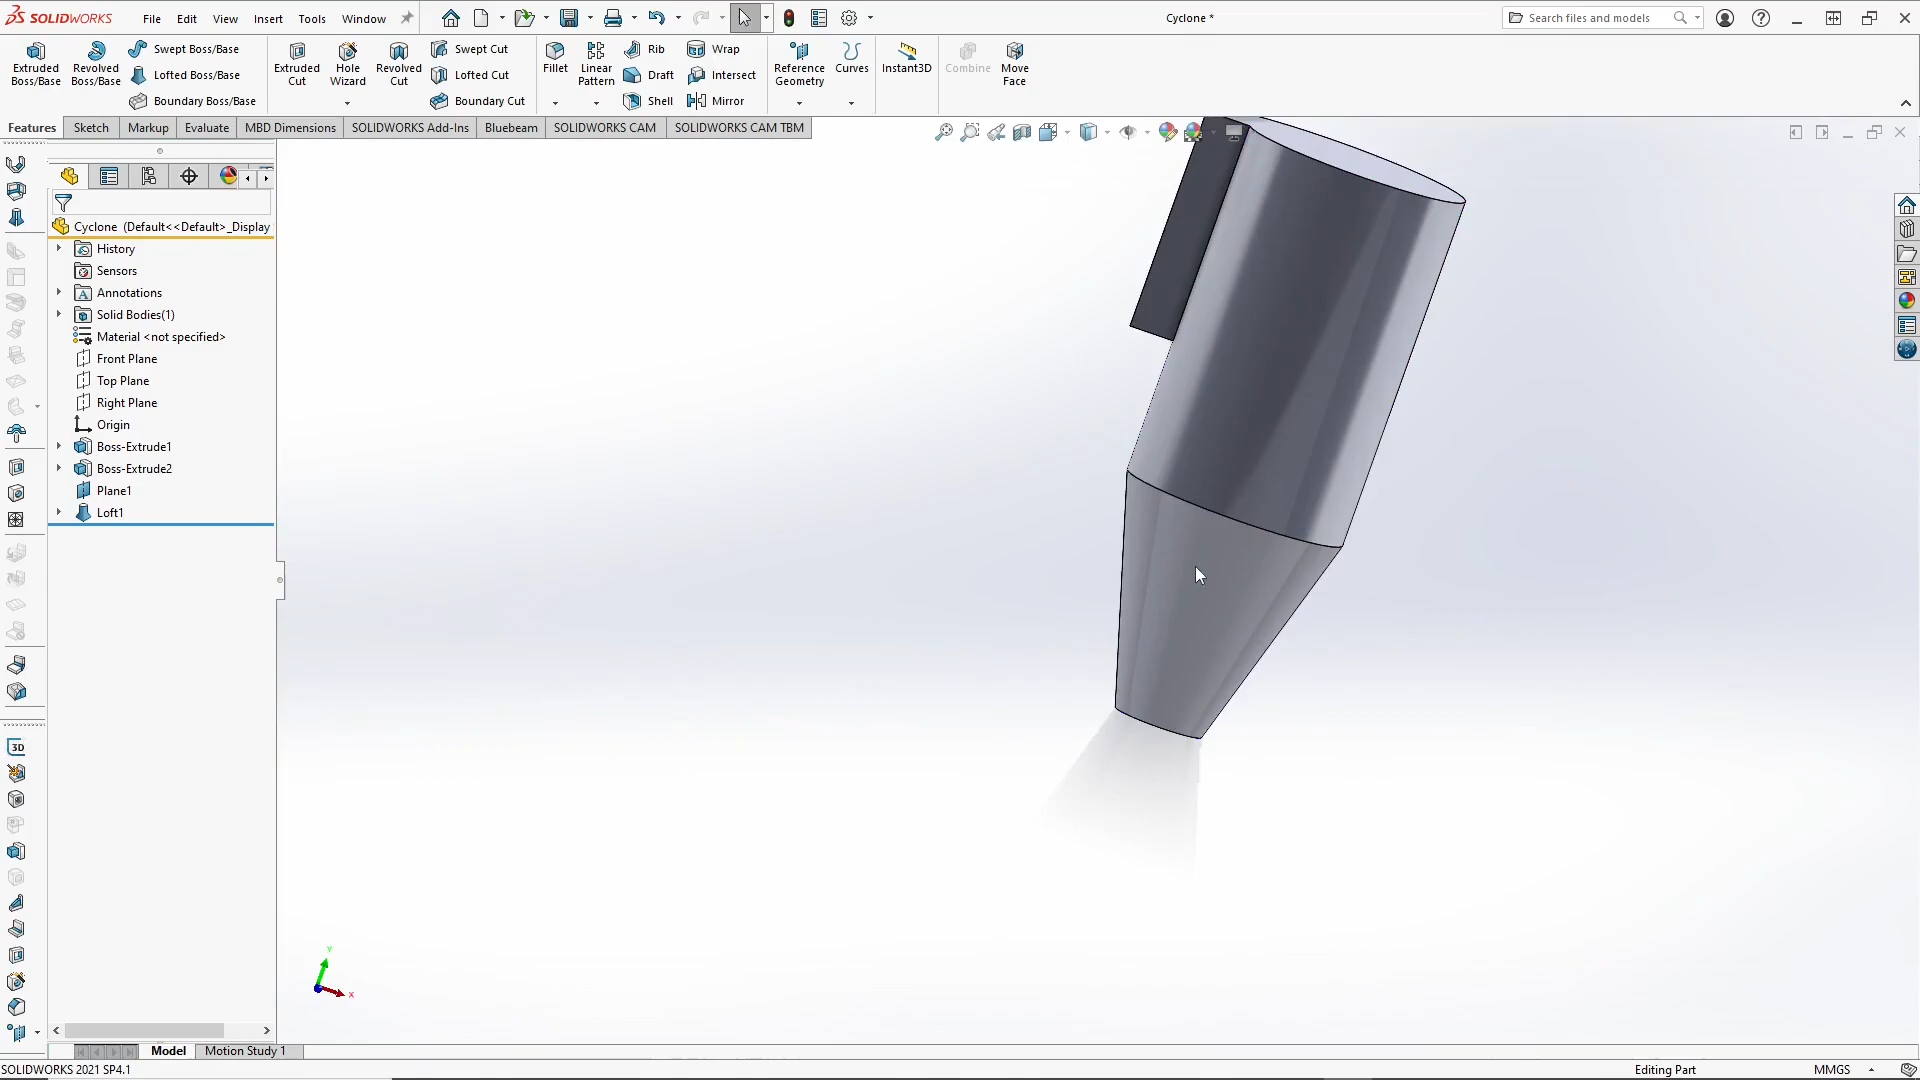 SOLIDWORKS File Edit View Insert Tools Window Cyclone * Search files and models
Extruded Boss/Base
Revolved Boss/Base
Swept Boss/Base
Lofted Boss/Base
Boundary Boss/Base
Extruded Cut
Hole Wizard
Revolved Cut
Swept Cut
Lofted Cut
Boundary Cut
Fillet
Linear Pattern
Rib
Draft
Shell
Wrap
Intersect
Mirror
Reference Geometry
Curves
Instant3D
Combine
Move Face
Features Sketch Markup Evaluate MBD Dimensions SOLIDWORKS Add-Ins Bluebeam SOLIDWORKS CAM SOLIDWORKS CAM TBM
Cyclone (Default<<Default>_Display
History
Sensors
A Annotations
Solid Bodies(1)
Material <not specified>
Front Plane
Top Plane
Right Plane
Origin
Boss-Extrude1
Boss-Extrude2
Plane1
Loft1
3D
Y
X
Model Motion Study 1
SOLIDWORKS 2021 SP4.1 Editing Part MMGS